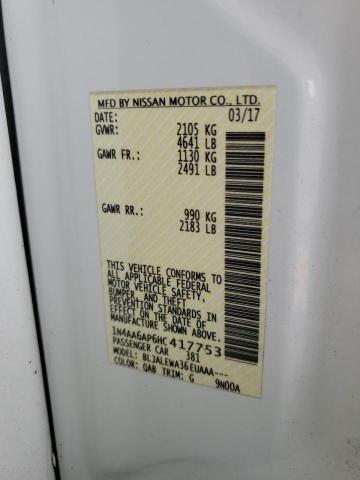 MFD BY NISSAN MOTOR CO., LTD.
DATE: 03/17
GVWR: 2105 KG
4641 LB
GAWR FR.: 1130 KG
2491 LB
GAWR RR.: 990 KG
2183 LB
THIS VEHICLE CONFORMS TO
ALL APPLICABLE FEDERAL
MOTOR VEHICLE SAFETY,
BUMPER, AND THEFT
PREVENTION STANDARDS IN
EFFECT ON THE DATE OF
MANUFACTURE SHOWN ABOVE.
1N4AA6AP6HC417753
PASSENGER CAR 381
MODEL: BLJALEWA36EUAAA---
COLOR: QAB TRIM: G 9N00A